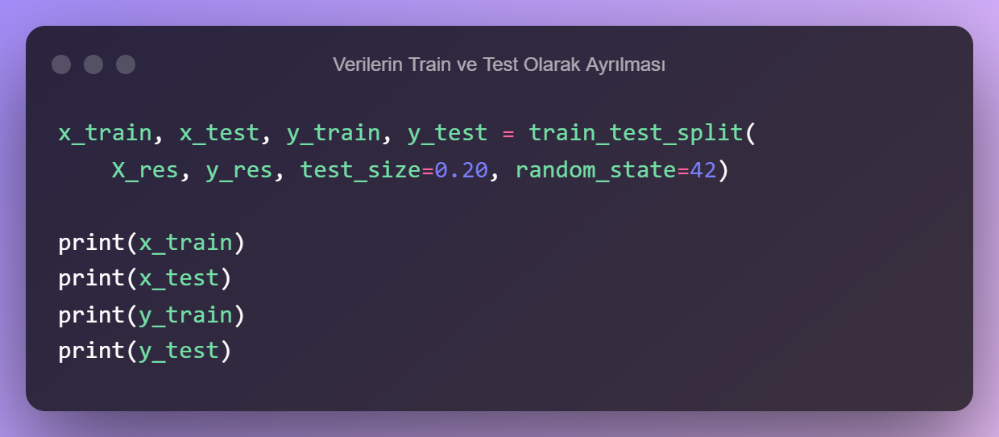 Verilerin Train ve Test Olarak Ayrılması
x_train, x_test, y_train, y_test = train_test_split(
    X_res, y_res, test_size=0.20, random_state=42)
print(x_train)
print(x_test)
print(y_train)
print(y_test)